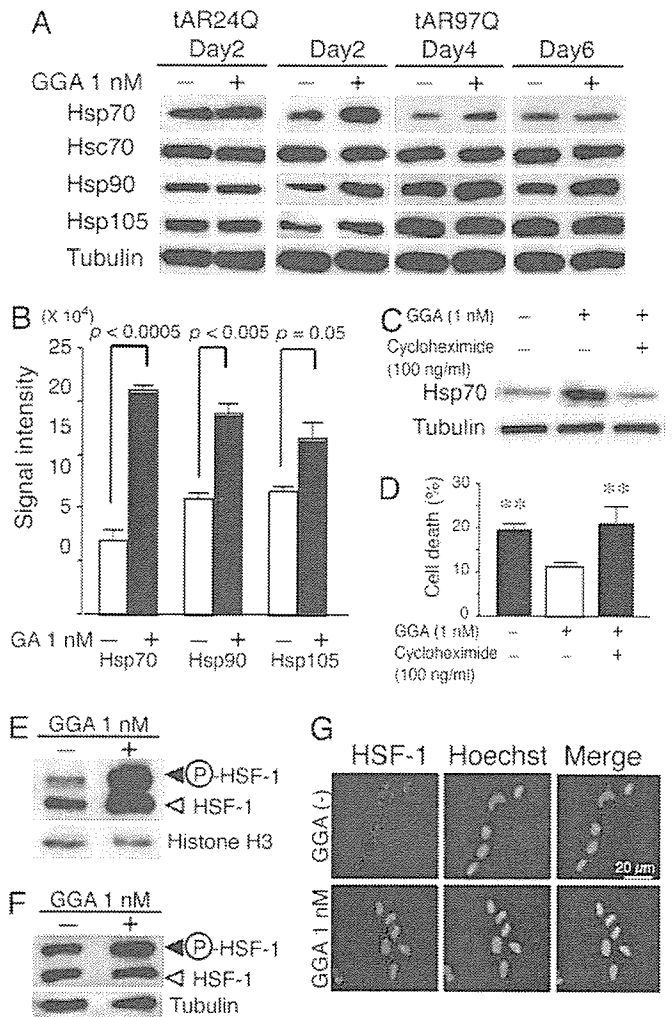 A
tAR24Q tAR97Q
Day2 Day2 Day4 Day6
GGA 1 nM − + − + − + − +
Hsp70
Hsc70
Hsp90
Hsp105
Tubulin
B
(X 10⁴)
p < 0.0005 p < 0.005 p = 0.05
Signal intensity
25
20
15
10
5
0
GA 1 nM − + − + − +
Hsp70 Hsp90 Hsp105
C
GGA (1 nM) − + +
Cycloheximide − − +
(100 ng/ml)
Hsp70
Tubulin
D
Cell death (%)
30
20
10
0
** **
GGA (1 nM) − + +
Cycloheximide − − +
(100 ng/ml)
E
GGA 1 nM
− +
P-HSF-1
HSF-1
Histone H3
F
GGA 1 nM
− +
P-HSF-1
HSF-1
Tubulin
G
HSF-1 Hoechst Merge
GGA (-)
20 μm
GGA 1 nM